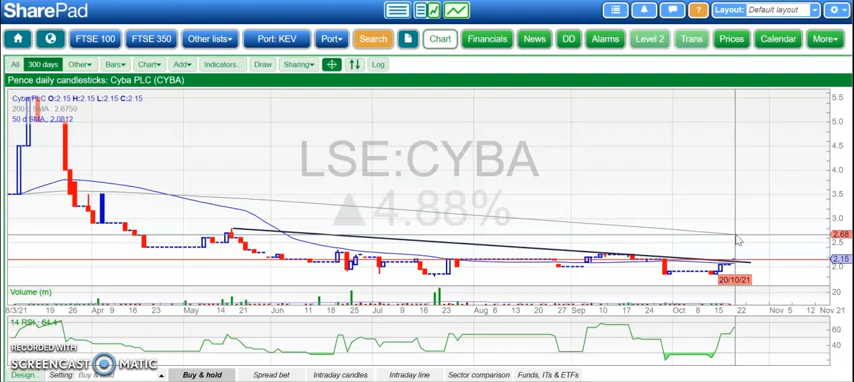 SharePad
Layout: Default layout
FTSE 100 FTSE 350 Other lists Port: KEV Port Search Chart Financials News DD Alarms Level 2 Trans Prices Calendar More
All 300 days Other Bars Chart Add Indicators... Draw Sharing Log
Pence daily candlesticks: Cyba PLC (CYBA)
Cyba PLC O:2.15 H:2.15 L:2.15 C:2.15
SMA 2.6759
50 d SMA
5.5
5.0
4.5
LSE:CYBA
4.0
3.5
4.88%
3.0
2.68
2.15
2.0
20/10/21
Volume (m)
20
8/3/21 19 26 Apr 9 16 23 May 14 21 Jun 11 18 25 Jul 9 16 23 Aug 6 13 20 27 Sep 10 17 24 Oct 8 15 22 Nov 5 12 Nov 21
14 RSI 64.4
60
40
RECORDED WITH
SCREENCAST MATIC
Design... Setting: Buy & hold Buy & hold Spread bet Intraday candles Intraday line Sector comparison Funds, ITs & ETFs